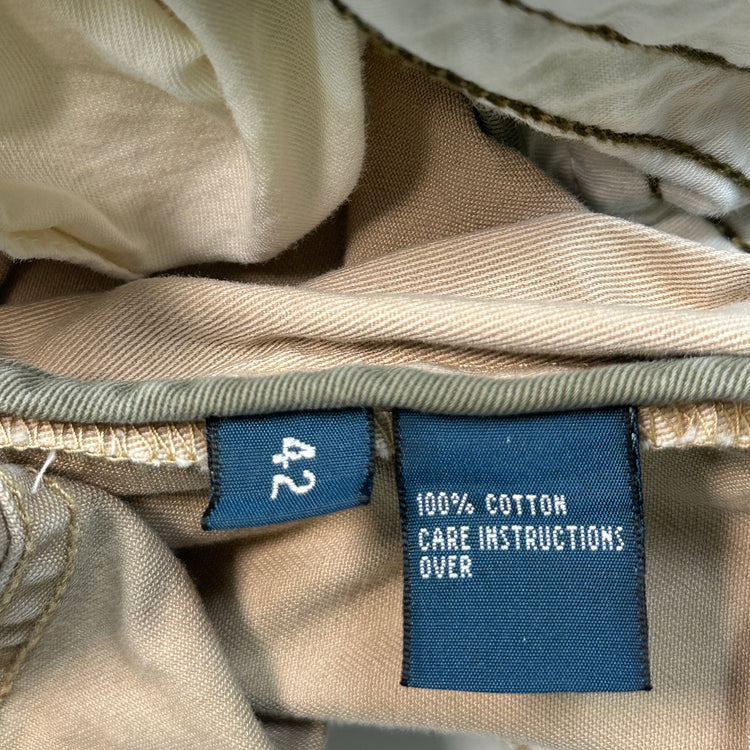 42
100% COTTON
CARE INSTRUCTIONS
OVER